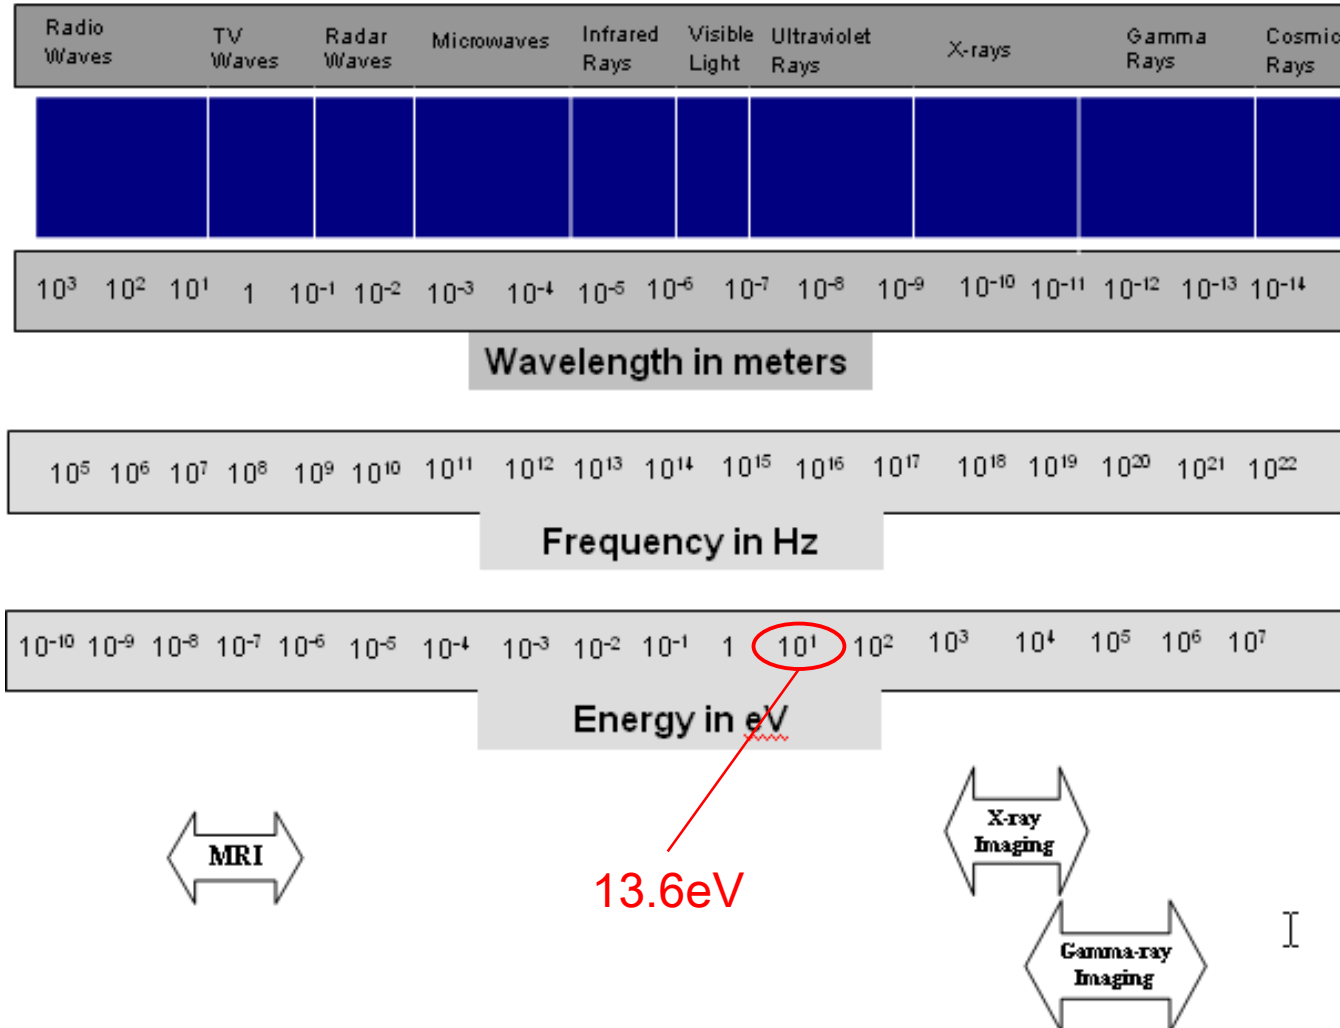 Radio Waves TV Waves Radar Waves Microwaves Infrared Rays Visible Light Ultraviolet Rays X-rays Gamma Rays Cosmic Rays
10³ 10² 10¹ 1 10⁻¹ 10⁻² 10⁻³ 10⁻⁴ 10⁻⁵ 10⁻⁶ 10⁻⁷ 10⁻⁸ 10⁻⁹ 10⁻¹⁰ 10⁻¹¹ 10⁻¹² 10⁻¹³ 10⁻¹⁴
Wavelength in meters
10⁵ 10⁶ 10⁷ 10⁸ 10⁹ 10¹⁰ 10¹¹ 10¹² 10¹³ 10¹⁴ 10¹⁵ 10¹⁶ 10¹⁷ 10¹⁸ 10¹⁹ 10²⁰ 10²¹ 10²²
Frequency in Hz
10⁻¹⁰ 10⁻⁹ 10⁻⁸ 10⁻⁷ 10⁻⁶ 10⁻⁵ 10⁻⁴ 10⁻³ 10⁻² 10⁻¹ 1 10¹ 10² 10³ 10⁴ 10⁵ 10⁶ 10⁷
Energy in eV
MRI
13.6eV
X-ray
Imaging
Gamma-ray
Imaging